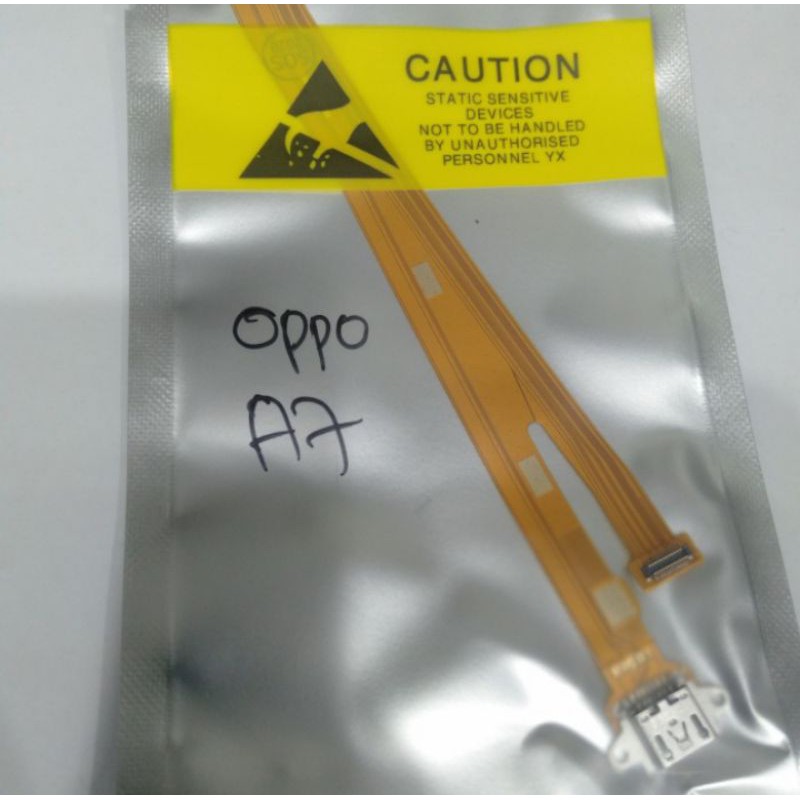 CAUTION
STATIC SENSITIVE
DEVICES
NOT TO BE HANDLED
BY UNAUTHORISED
PERSONNEL YX
OPPO
A7